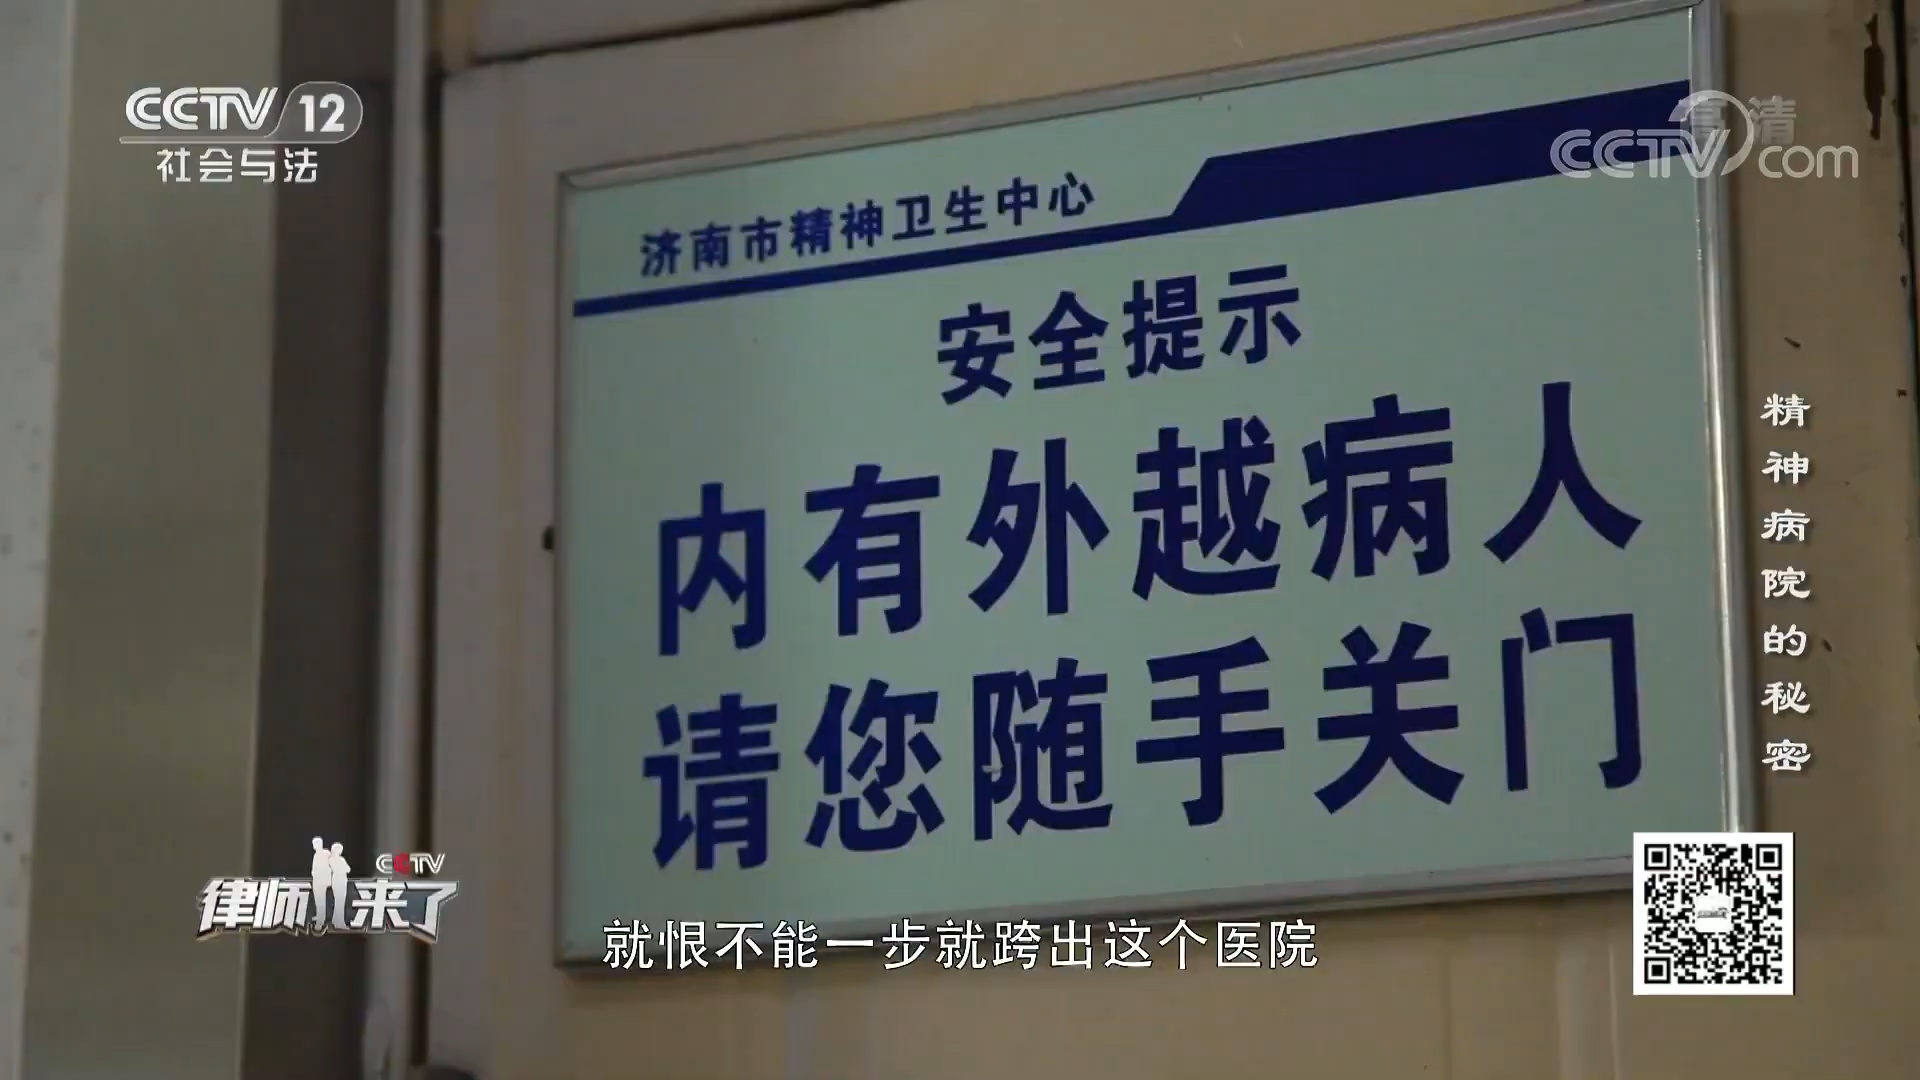 CCTV 12
社会与法
高清
CCTV com
济南市精神卫生中心
安全提示
内有外越病人
请您随手关门
精神病院的秘密
CCTV
律师来了
就恨不能一步就跨出这个医院